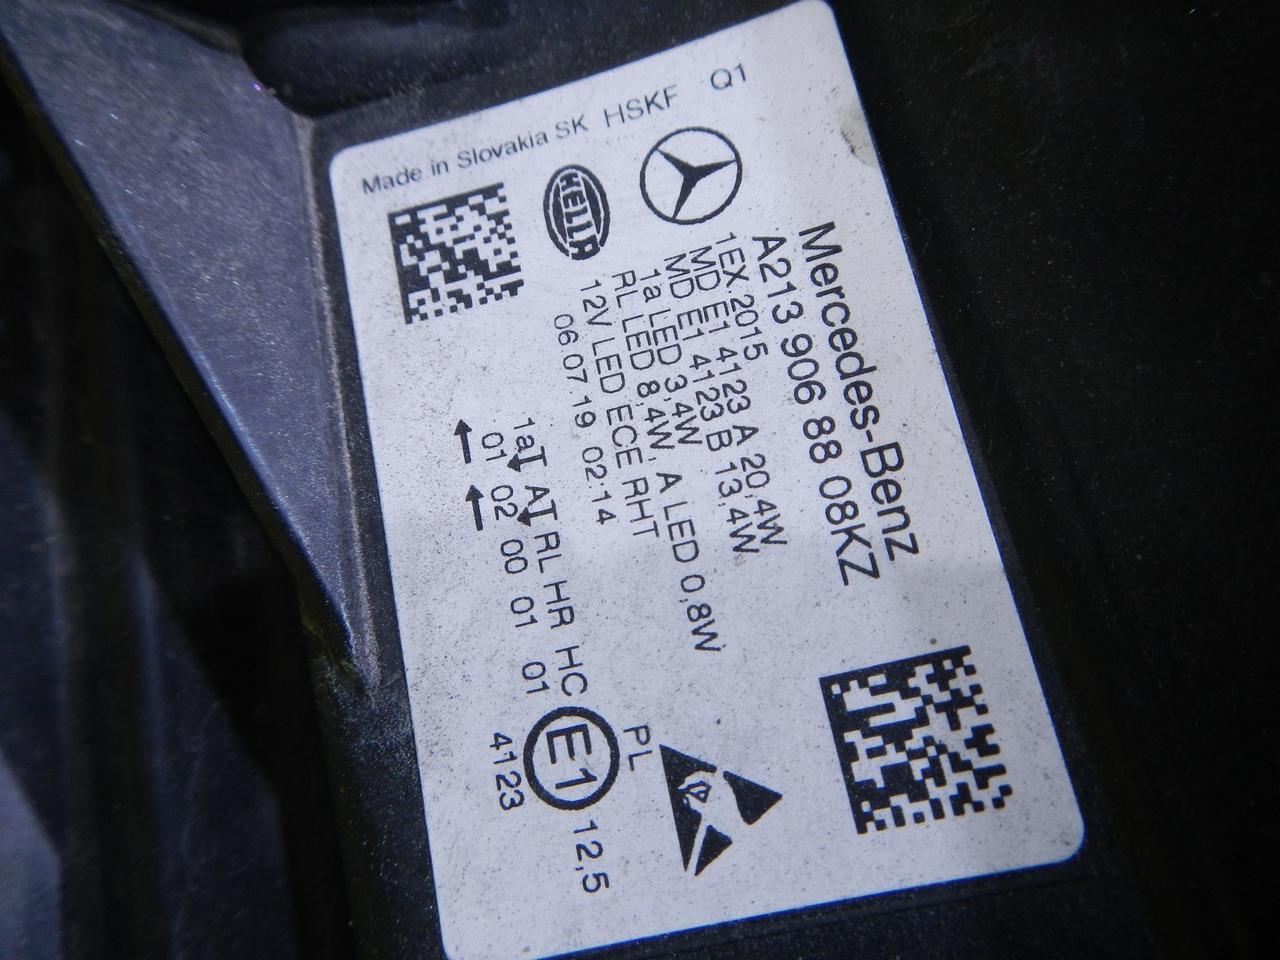 Made in Slovakia SK HSKF Q1
HELLA
Mercedes-Benz
A213 906 88 08KZ
1EX.2015
MD E1 4123 A 20,4W
MD E1 4123 B 13,4W
1a LED 3,4W
RL LED 8,4W, A LED 0,8W
12V LED ECE RHT
06.07.19 02:14
1a A RL HR HC
01 02 00 01 01
E1
4123
12,5
PL